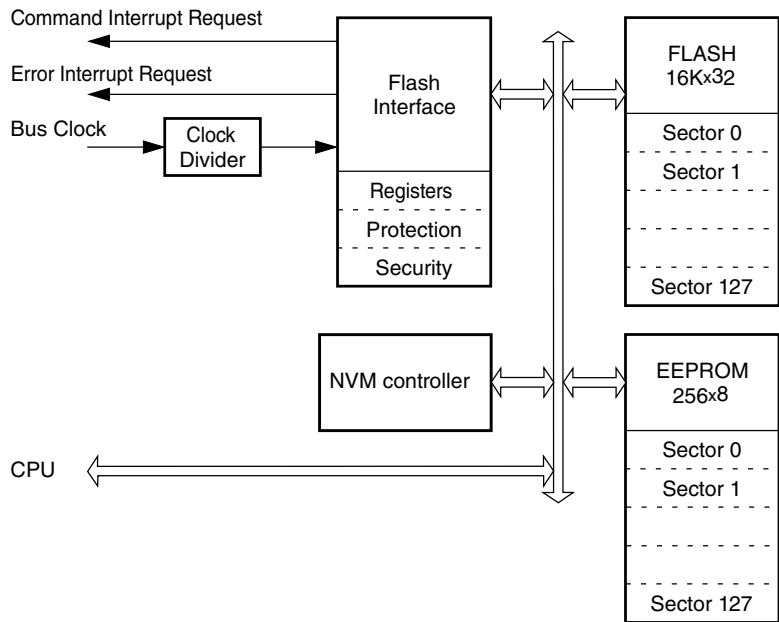 Command Interrupt Request
Error Interrupt Request
Bus Clock
Clock
Divider
Flash
Interface
Registers
Protection
Security
FLASH
16Kx32
Sector 0
Sector 1
Sector 127
NVM controller
EEPROM
256x8
Sector 0
Sector 1
Sector 127
CPU